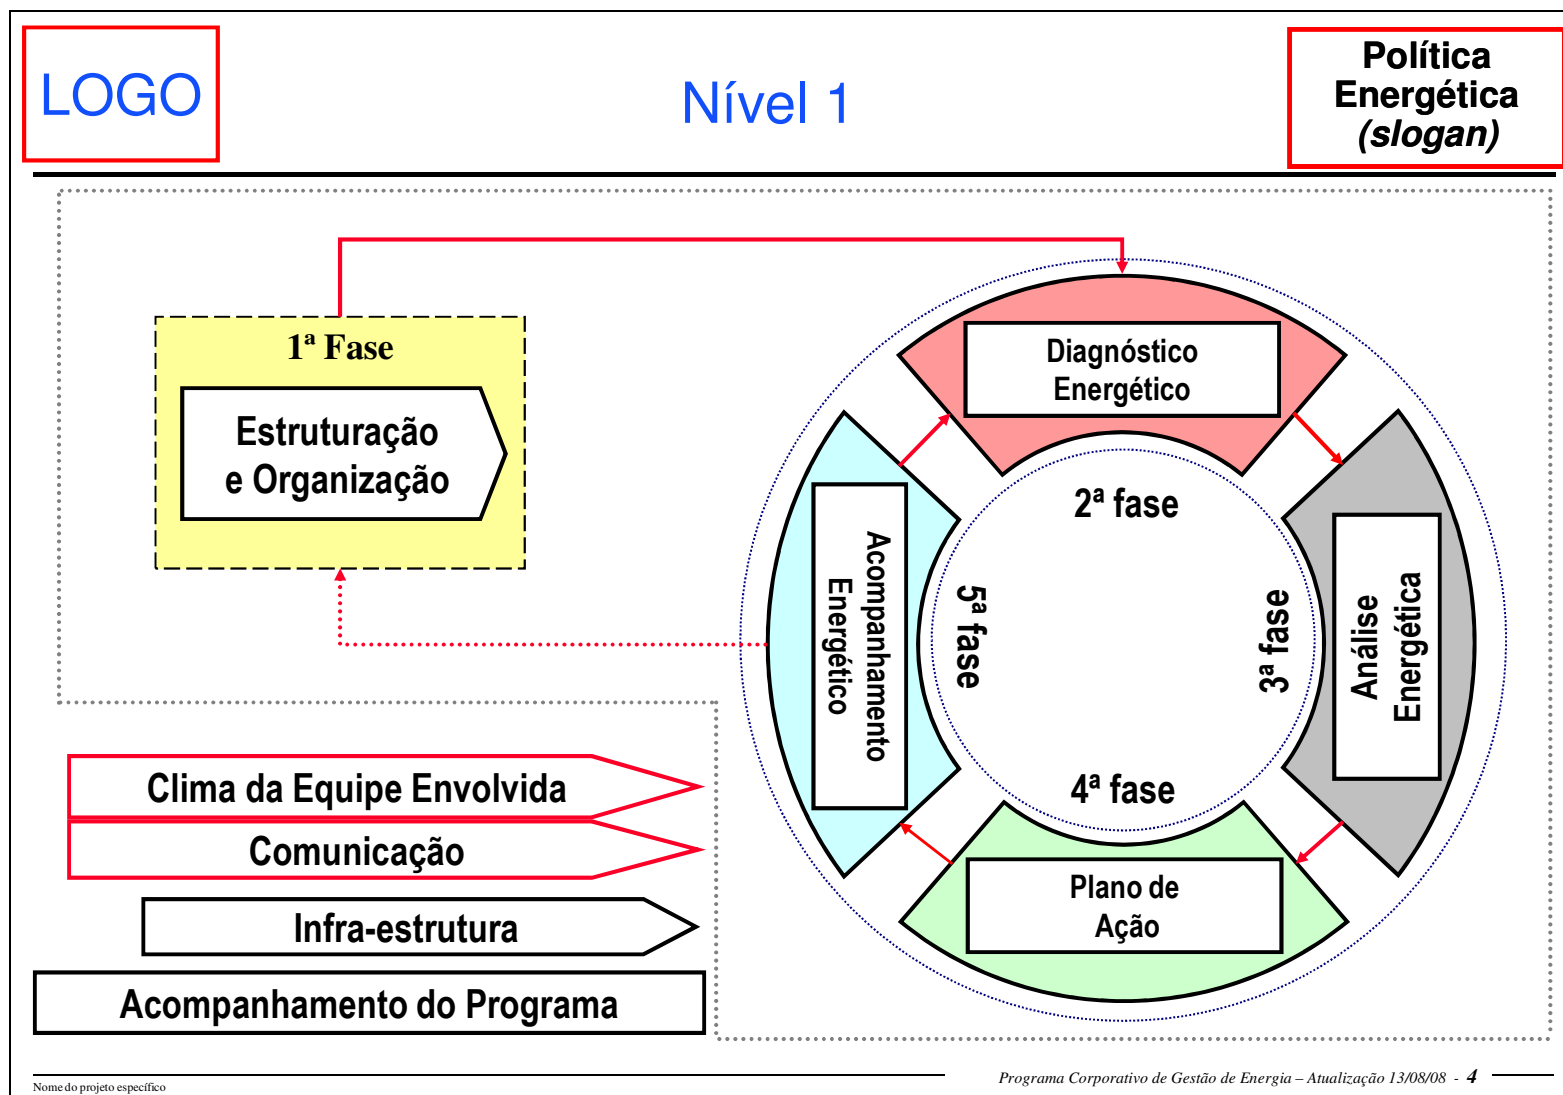 LOGO
Nível 1
Política
Energética
(slogan)
1ª Fase
Estruturação
e Organização
Diagnóstico
Energético
2ª fase
Análise
Energética
3ª fase
4ª fase
Plano de
Ação
5ª fase
Acompanhamento
Energético
Clima da Equipe Envolvida
Comunicação
Infra-estrutura
Acompanhamento do Programa
Nome do projeto específico
Programa Corporativo de Gestão de Energia – Atualização 13/08/08 - 4